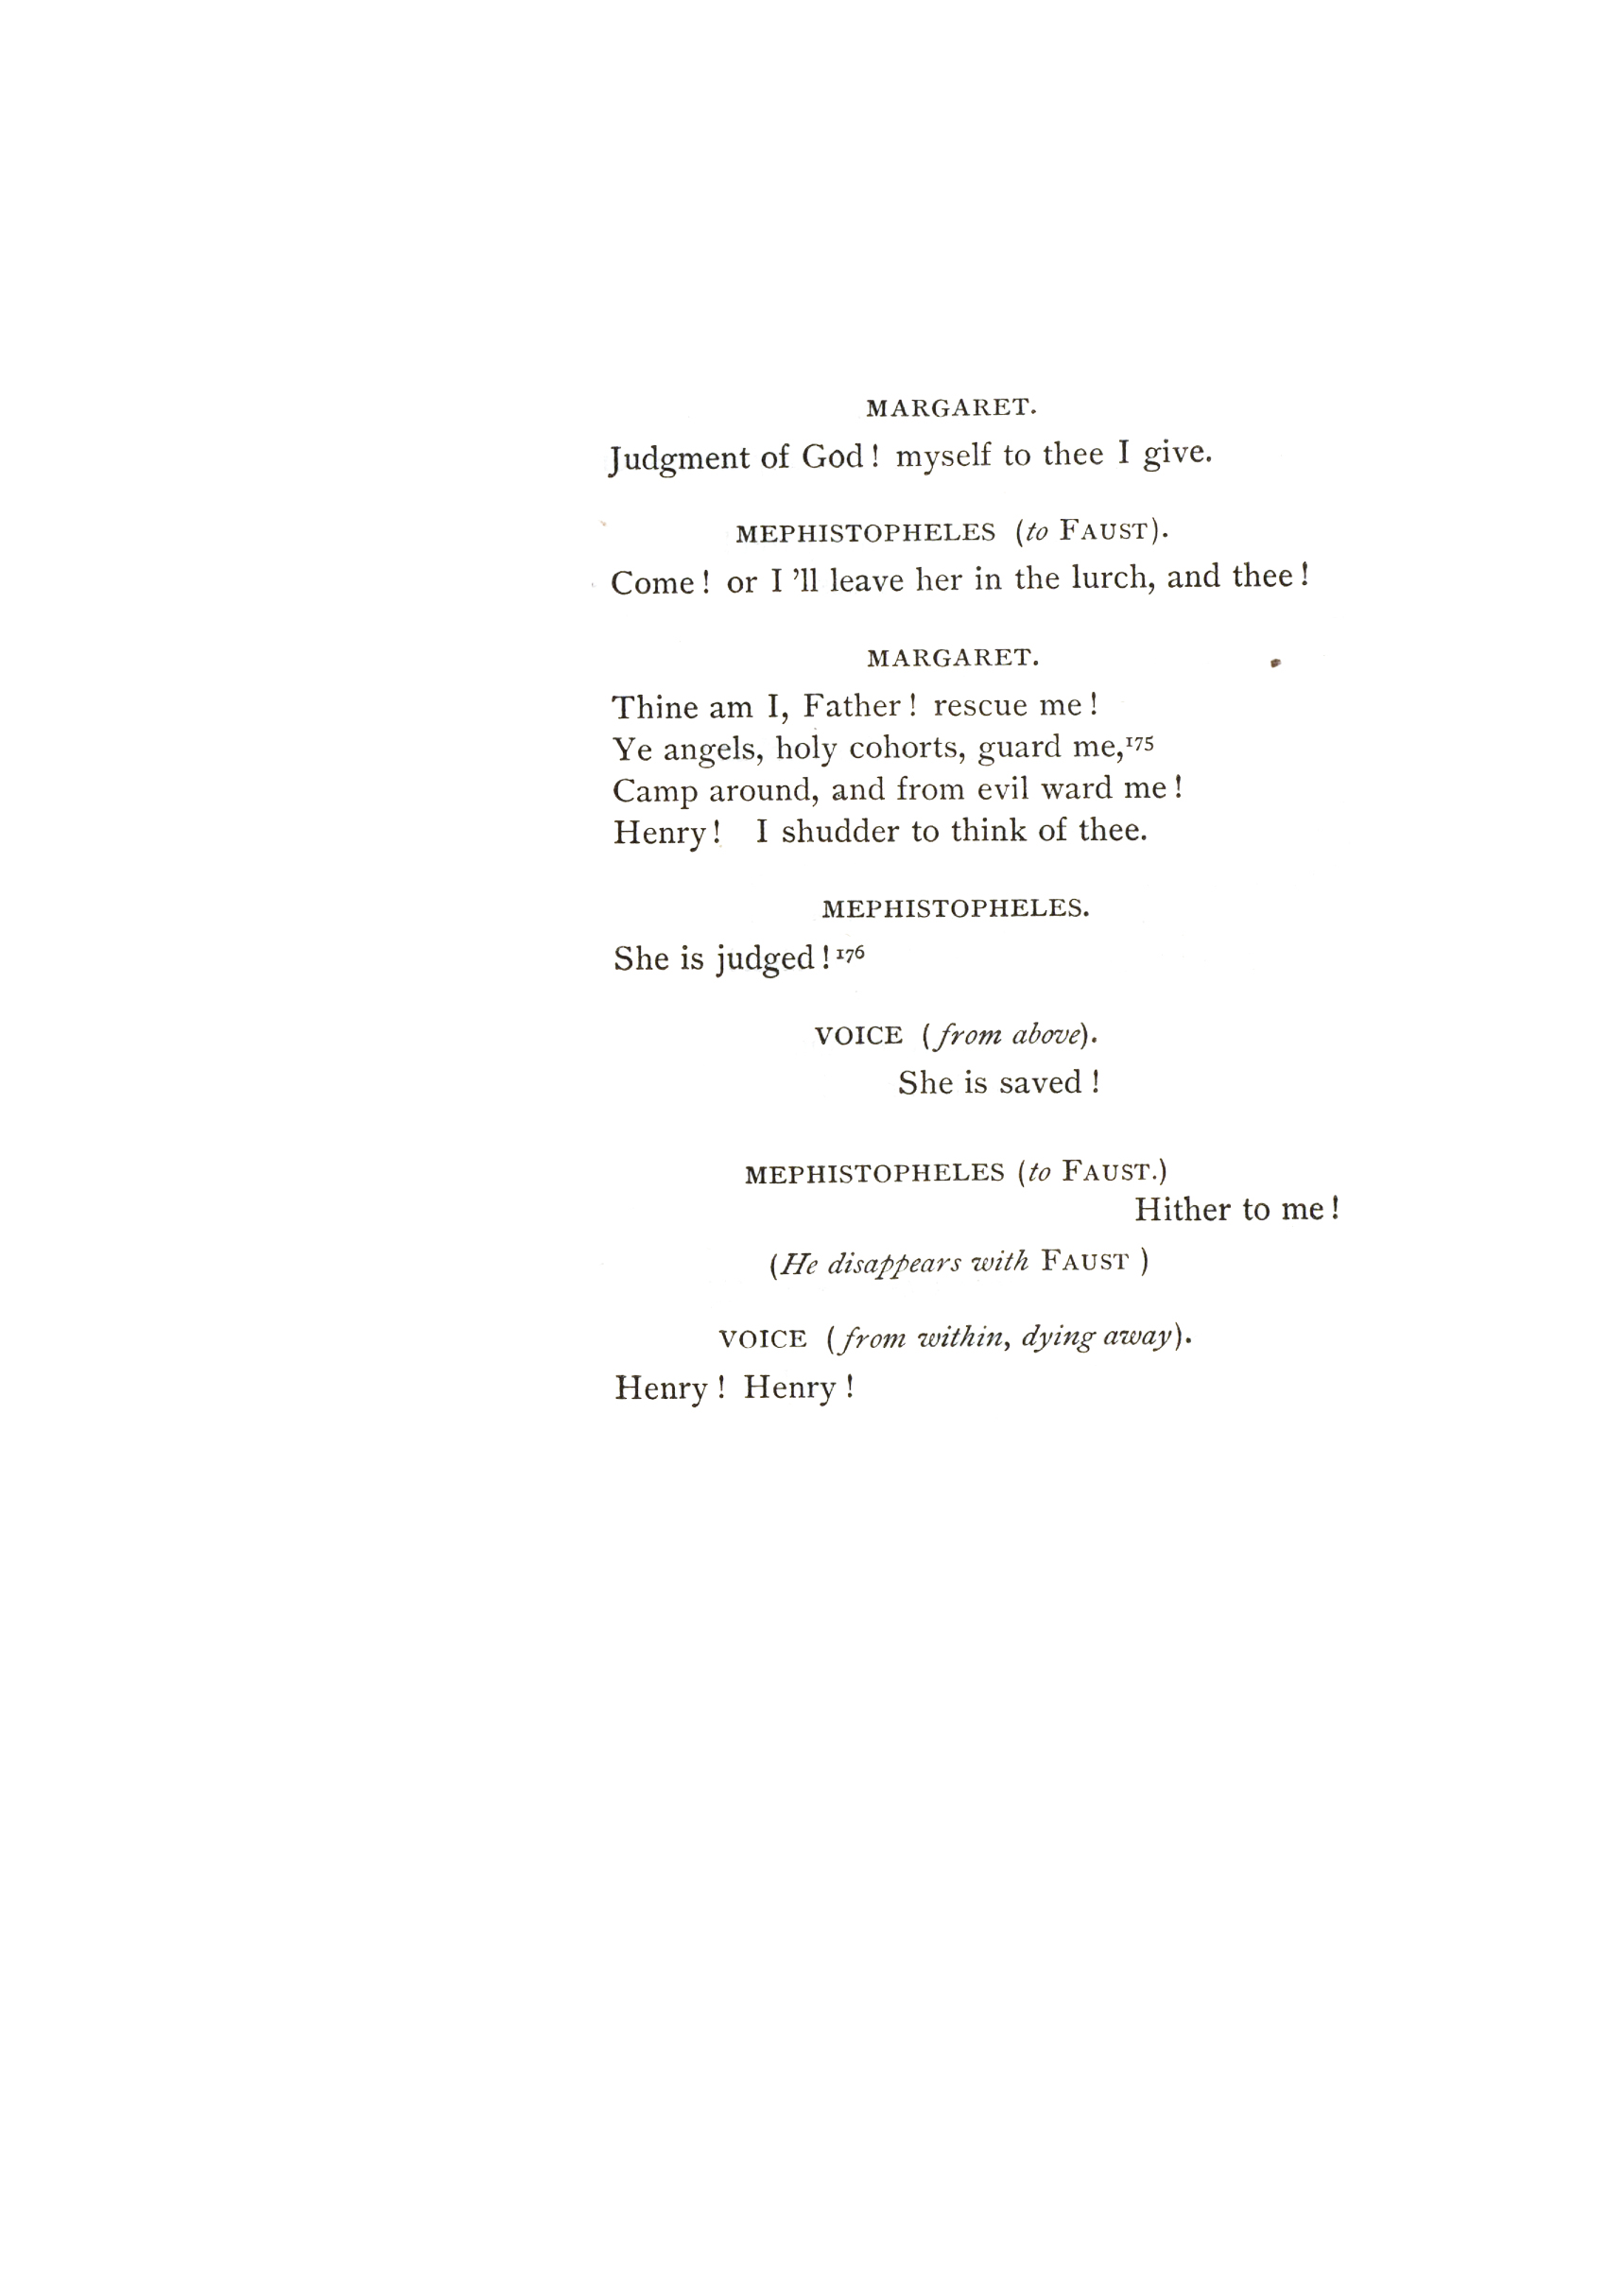 MARGARET.
Judgment of God! myself to thee I give.
MEPHISTOPHELES (to FAUST).
Come! or I 'll leave her in the lurch, and thee!
MARGARET.
Thine am I, Father! rescue me!
Ye angels, holy cohorts, guard me,¹⁷⁵
Camp around, and from evil ward me!
Henry! I shudder to think of thee.
MEPHISTOPHELES.
She is judged!¹⁷⁶
VOICE (from above).
She is saved!
MEPHISTOPHELES (to FAUST.)
Hither to me!
(He disappears with FAUST )
VOICE (from within, dying away).
Henry! Henry!